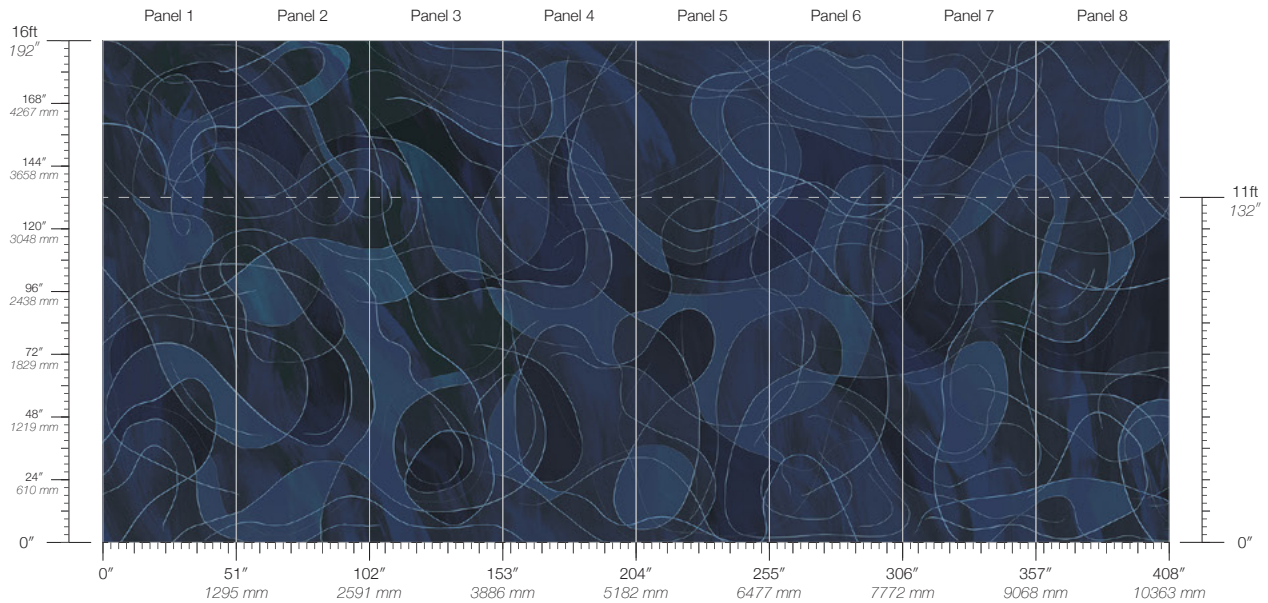 Panel 1 Panel 2 Panel 3 Panel 4 Panel 5 Panel 6 Panel 7 Panel 8
16ft
192″
168″
4267 mm
144″
3658 mm
11ft
132″
120″
3048 mm
96″
2438 mm
72″
1829 mm
48″
1219 mm
24″
610 mm
0″ 0″
0″ 51″ 102″ 153″ 204″ 255″ 306″ 357″ 408″
1295 mm 2591 mm 3886 mm 5182 mm 6477 mm 7772 mm 9068 mm 10363 mm